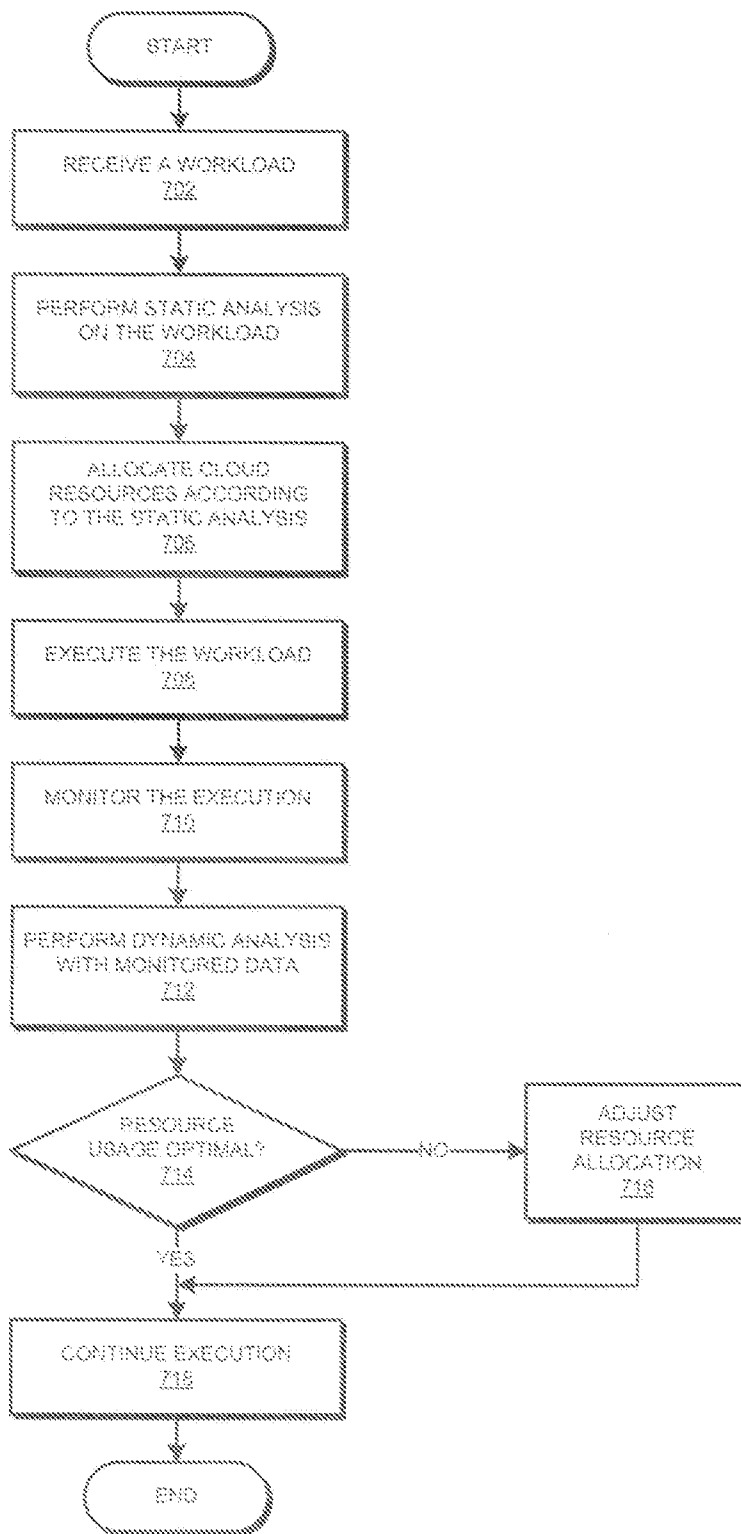 START
RECEIVE A WORKLOAD
702
PERFORM STATIC ANALYSIS
ON THE WORKLOAD
704
ALLOCATE CLOUD
RESOURCES ACCORDING
TO THE STATIC ANALYSIS
706
EXECUTE THE WORKLOAD
708
MONITOR THE EXECUTION
710
PERFORM DYNAMIC ANALYSIS
WITH MONITORED DATA
712
RESOURCE
USAGE OPTIMAL?
714
NO
ADJUST
RESOURCE
ALLOCATION
716
YES
CONTINUE EXECUTION
718
END